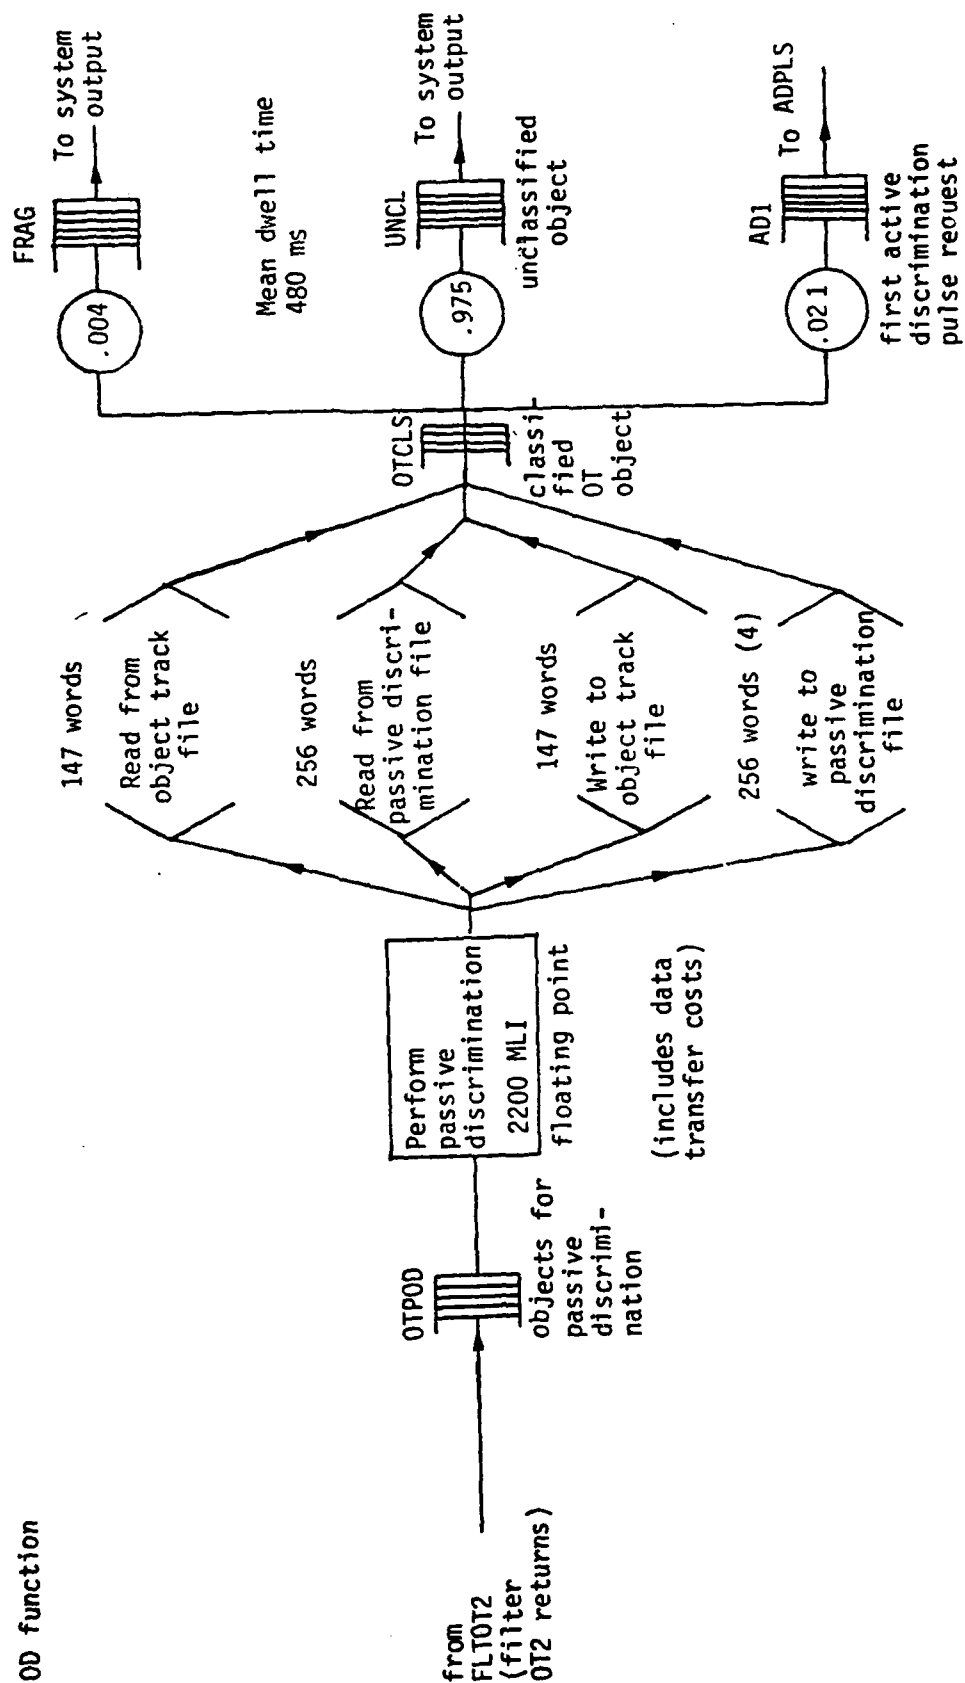 OD function
from
FLTOT2
(filter
OT2 returns)
OTPOD
objects for
passive
discrimi-
nation
Perform
passive
discrimination
2200 MLI
floating point
(includes data
transfer costs)
147 words
Read from
object track
file
256 words
Read from
passive discri-
mination file
147 words
Write to
object track
file
256 words (4)
write to
passive
discrimination
file
OTCLS
classi-
fied
OT
object
.004
FRAG
To system
output
Mean dwell time
480 ms
.975
UNCL
To system
output
unclassified
object
.021
AD1
To ADPLS
first active
discrimination
pulse request